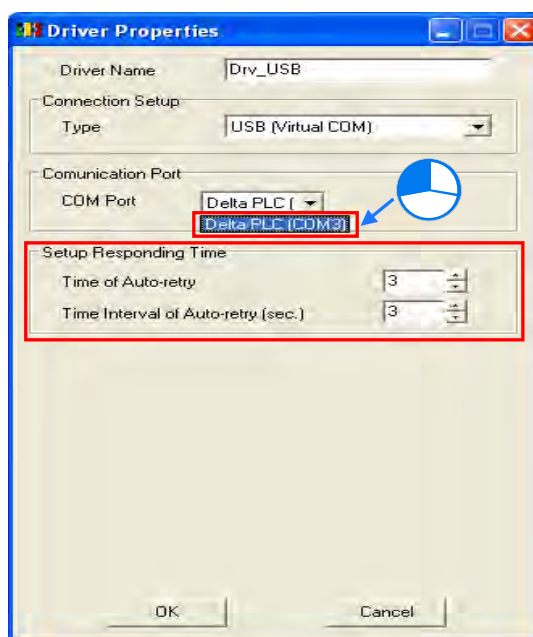 Driver Properties
Driver Name Drv_USB
Connection Setup
Type USB (Virtual COM)
Comunication Port
COM Port Delta PLC (
Delta PLC (COM3)
Setup Responding Time
Time of Auto-retry 3
Time Interval of Auto-retry (sec.) 3
OK Cancel